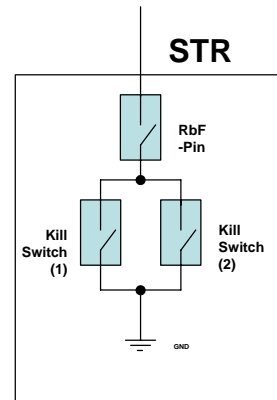 STR
RbF
-Pin
Kill
Switch
(1)
Kill
Switch
(2)
GND